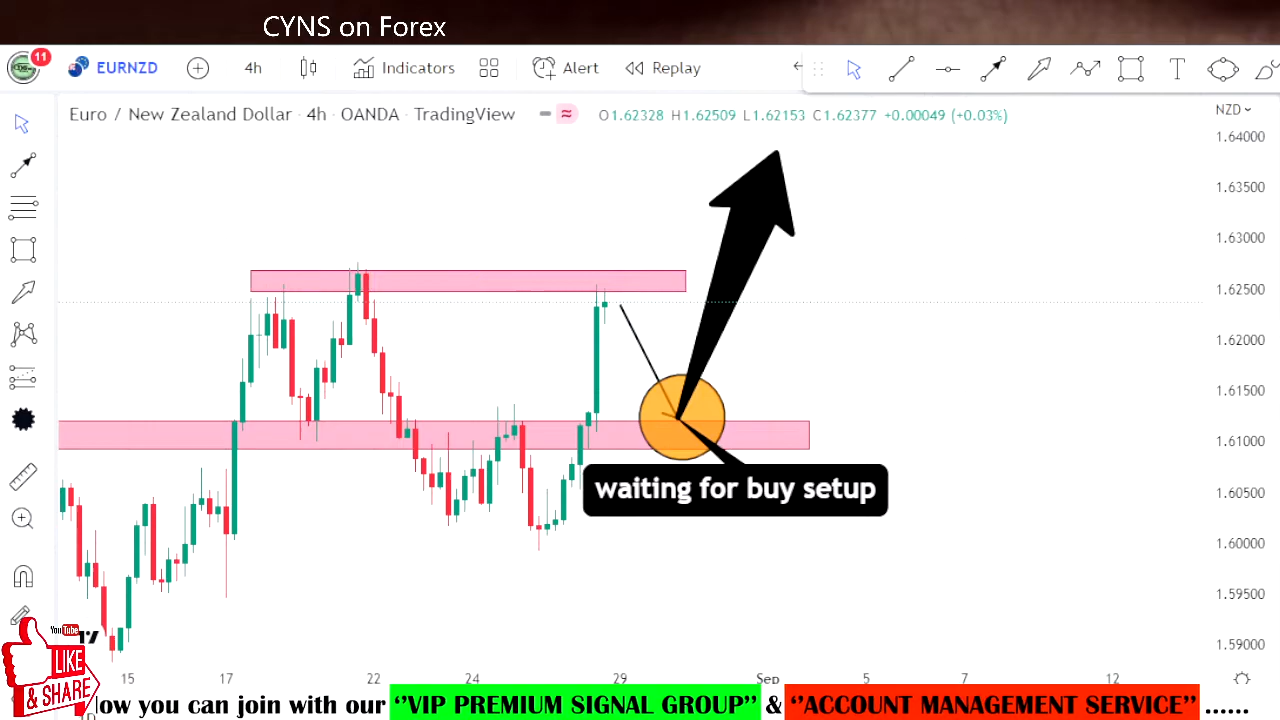 CYNS on Forex
11
EURNZD
4h
Indicators
Alert
Replay
Euro / New Zealand Dollar · 4h · OANDA · TradingView
O1.62328 H1.62509 L1.62153 C1.62377 +0.00049 (+0.03%)
NZD
1.64000
1.63500
1.63000
1.62500
1.62000
1.61500
1.61000
1.60500
1.60000
1.59500
1.59000
waiting for buy setup
15 17 22 24 29 Sep 5 7 12
YouTube
LIKE
& SHARE
low you can join with our ‘‘VIP PREMIUM SIGNAL GROUP’’ & ‘‘ACCOUNT MANAGEMENT SERVICE’’ ......